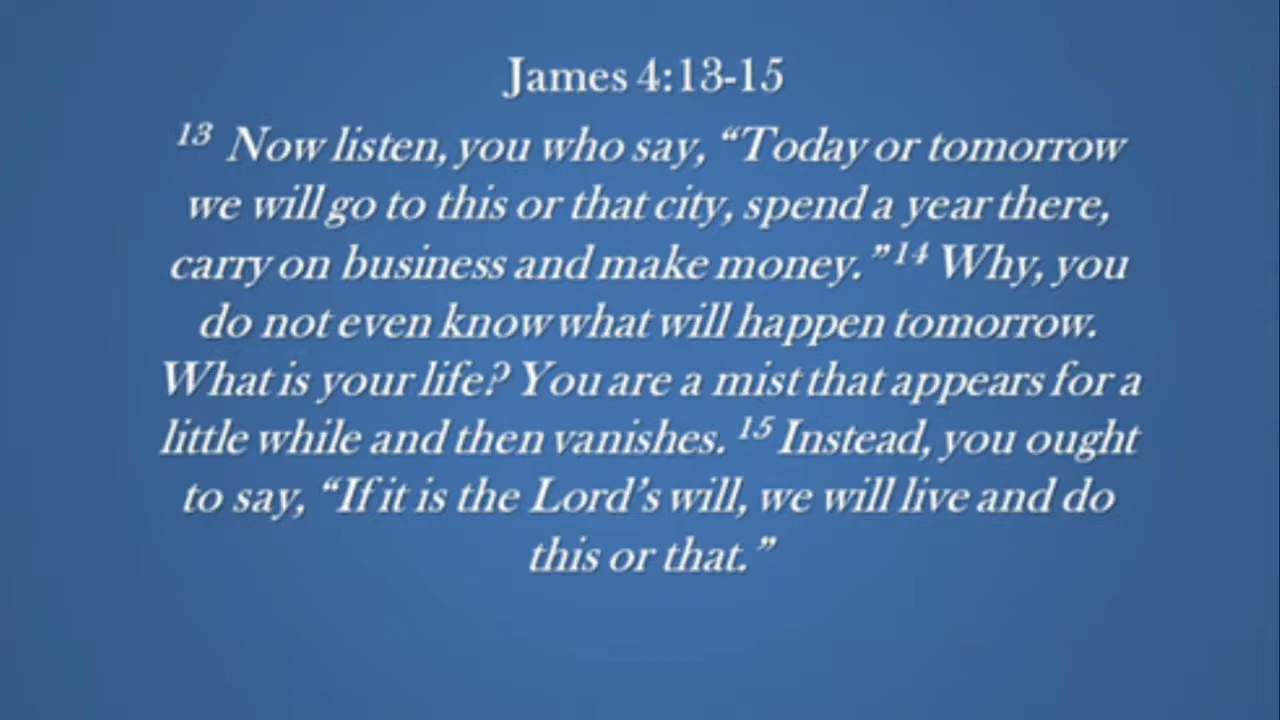 James 4:13-15
13 Now listen, you who say, “Today or tomorrow
we will go to this or that city, spend a year there,
carry on business and make money.” 14 Why, you
do not even know what will happen tomorrow.
What is your life? You are a mist that appears for a
little while and then vanishes. 15 Instead, you ought
to say, “If it is the Lord’s will, we will live and do
this or that.”